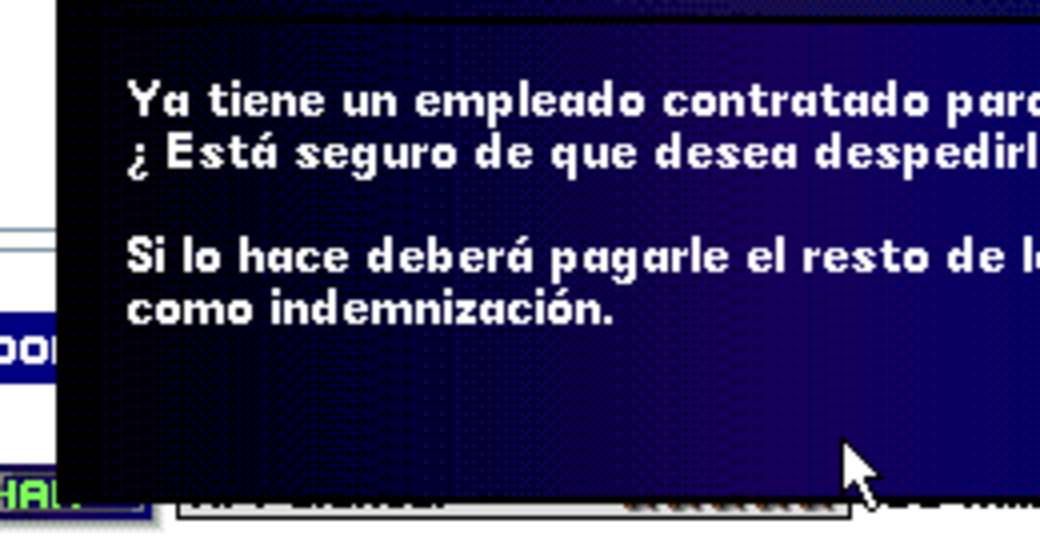 Ya tiene un empleado contratado para
¿ Está seguro de que desea despedirl
Si lo hace deberá pagarle el resto de l
como indemnización.